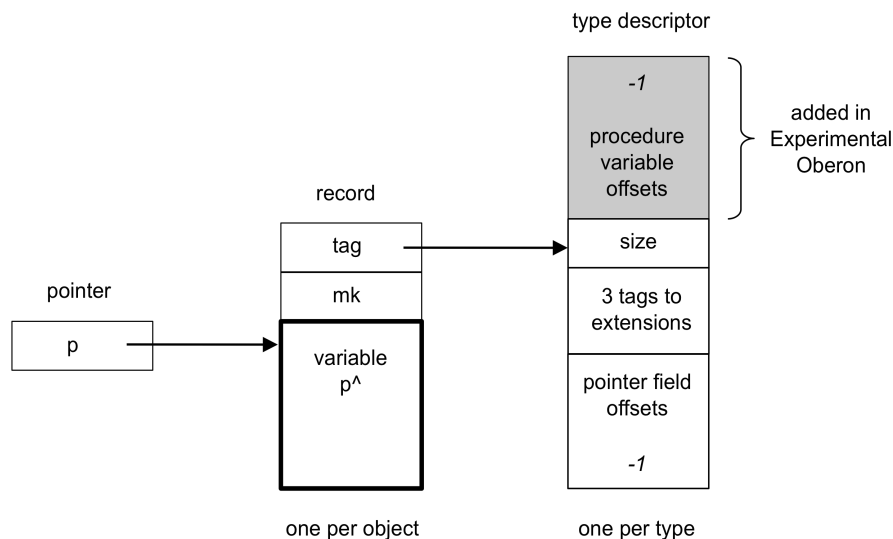 type descriptor
-1
procedure
variable
offsets
added in
Experimental
Oberon
record
tag
size
mk
3 tags to
extensions
pointer
p
variable
p^
pointer field
offsets
-1
one per object
one per type